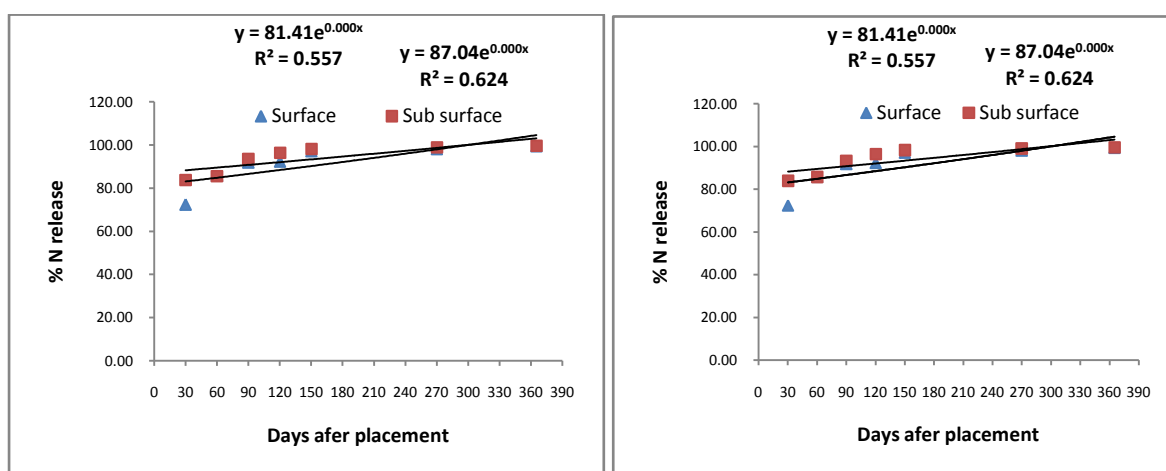 y = 81.41e0.000x
R² = 0.557
y = 87.04e0.000x
R² = 0.624
Surface
Sub surface
120.00
100.00
80.00
60.00
40.00
20.00
0.00
% N release
0 30 60 90 120 150 180 210 240 270 300 330 360 390
Days afer placement
y = 81.41e0.000x
R² = 0.557
y = 87.04e0.000x
R² = 0.624
Surface
Sub surface
120.00
100.00
80.00
60.00
40.00
20.00
0.00
% N release
0 30 60 90 120 150 180 210 240 270 300 330 360 390
Days afer placement